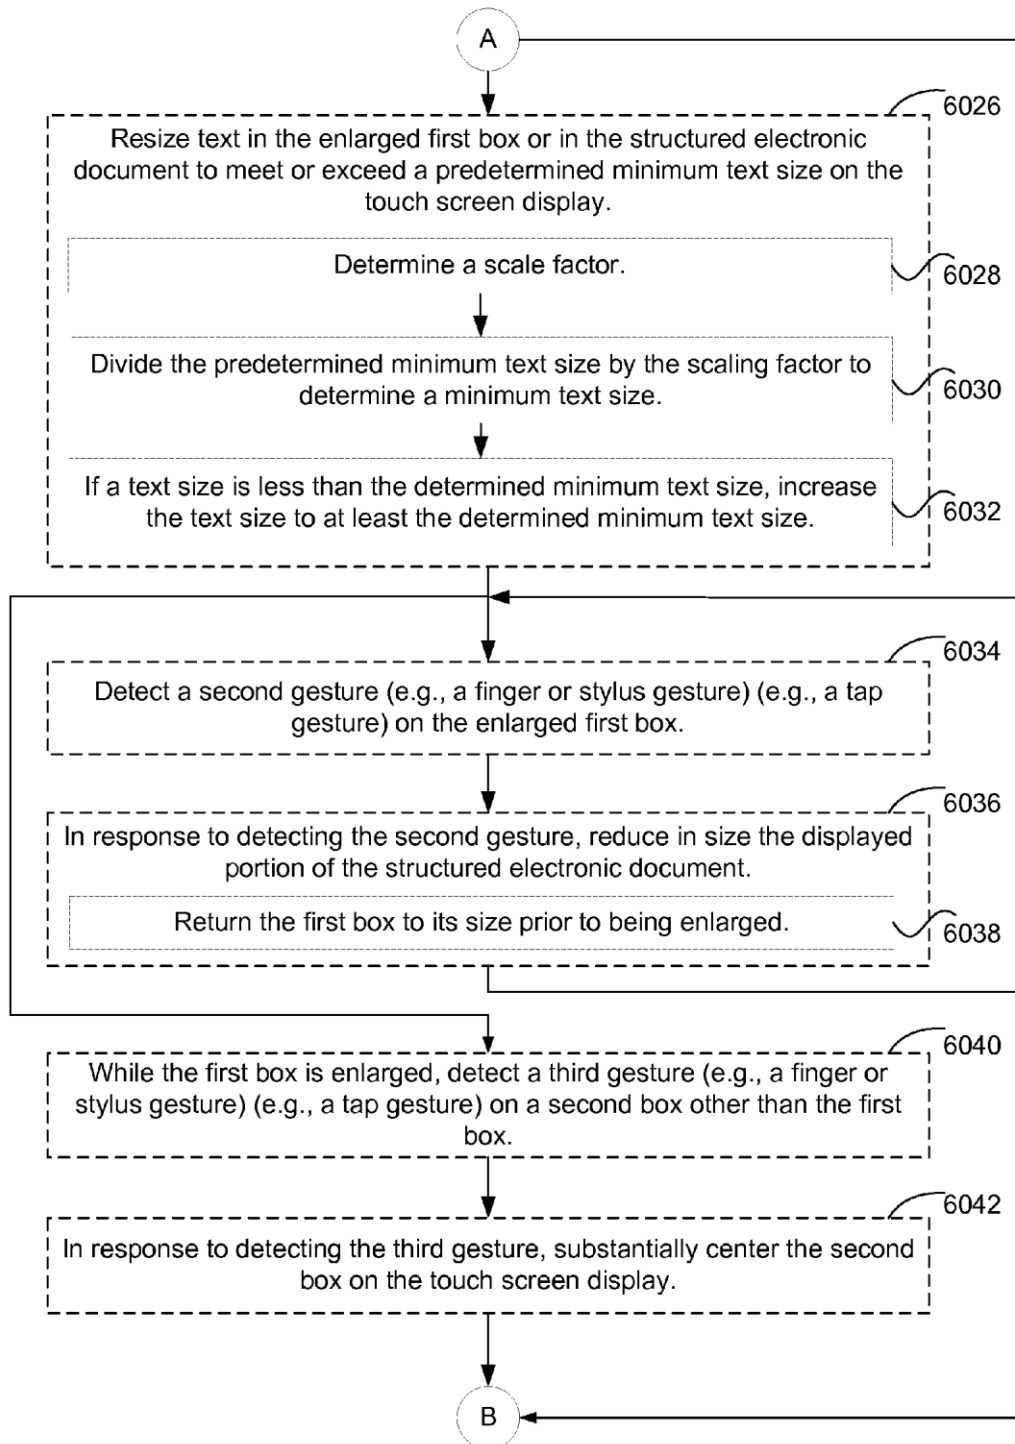 A
6026
Resize text in the enlarged first box or in the structured electronic
document to meet or exceed a predetermined minimum text size on the
touch screen display.
Determine a scale factor.
6028
Divide the predetermined minimum text size by the scaling factor to
determine a minimum text size.
6030
If a text size is less than the determined minimum text size, increase
the text size to at least the determined minimum text size.
6032
6034
Detect a second gesture (e.g., a finger or stylus gesture) (e.g., a tap
gesture) on the enlarged first box.
6036
In response to detecting the second gesture, reduce in size the displayed
portion of the structured electronic document.
Return the first box to its size prior to being enlarged.
6038
6040
While the first box is enlarged, detect a third gesture (e.g., a finger or
stylus gesture) (e.g., a tap gesture) on a second box other than the first
box.
6042
In response to detecting the third gesture, substantially center the second
box on the touch screen display.
B